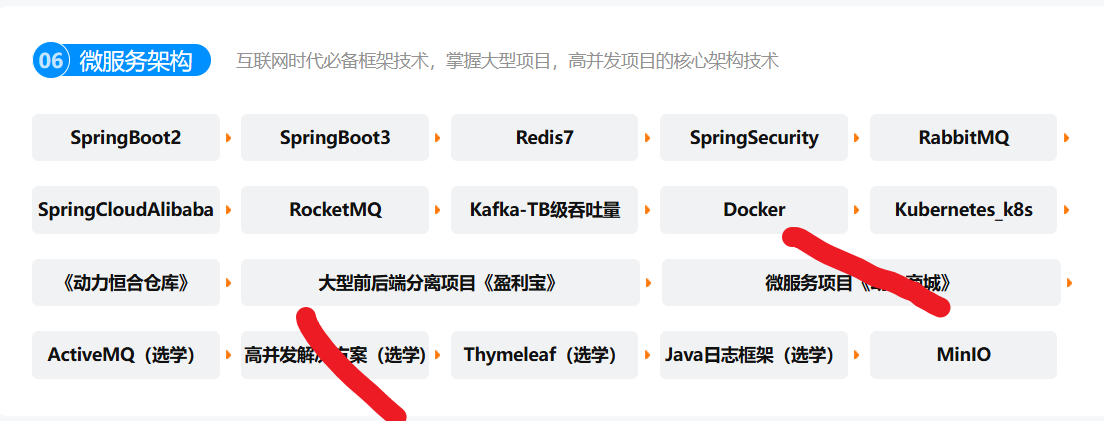 06 微服务架构 互联网时代必备框架技术，掌握大型项目，高并发项目的核心架构技术
SpringBoot2 SpringBoot3 Redis7 SpringSecurity RabbitMQ
SpringCloudAlibaba RocketMQ Kafka-TB级吞吐量 Docker Kubernetes_k8s
《动力恒合仓库》 大型前后端分离项目《盈利宝》 微服务项目《 商城》
ActiveMQ（选学） 高并发解决方案（选学） Thymeleaf（选学） Java日志框架（选学） MinIO